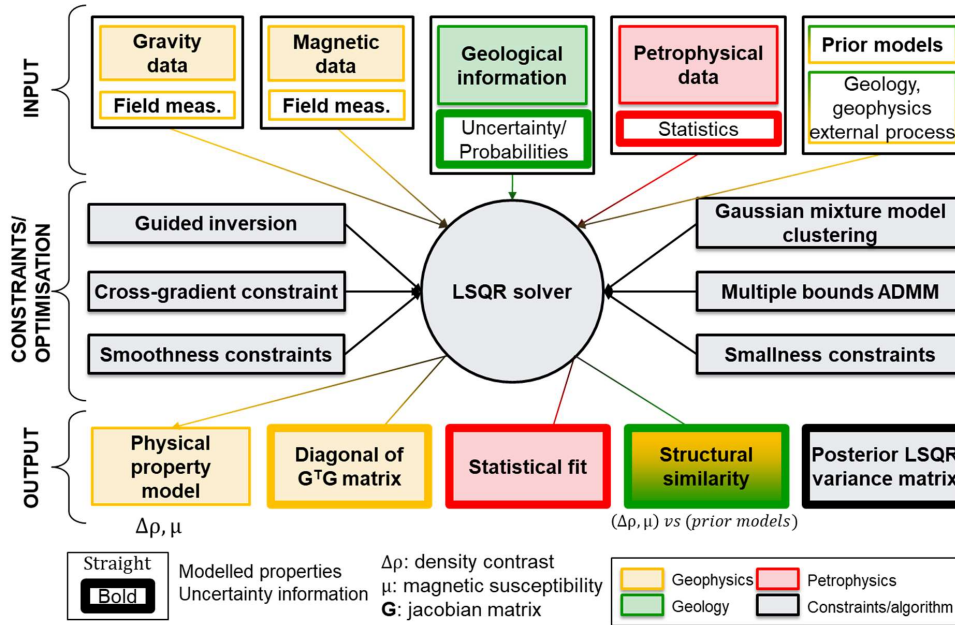 INPUT
Gravity
data
Field meas.
Magnetic
data
Field meas.
Geological
information
Uncertainty/
Probabilities
Petrophysical
data
Statistics
Prior models
Geology,
geophysics
external process
CONSTRAINTS/
OPTIMISATION
Guided inversion
Cross-gradient constraint
Smoothness constraints
LSQR solver
Gaussian mixture model
clustering
Multiple bounds ADMM
Smallness constraints
OUTPUT
Physical
property
model
Δρ, μ
Diagonal of
GᵀG matrix
Statistical fit
Structural
similarity
(Δρ, μ) vs (prior models)
Posterior LSQR
variance matrix
Straight
Bold
Modelled properties
Uncertainty information
Δρ: density contrast
μ: magnetic susceptibility
G: jacobian matrix
Geophysics
Petrophysics
Geology
Constraints/algorithm